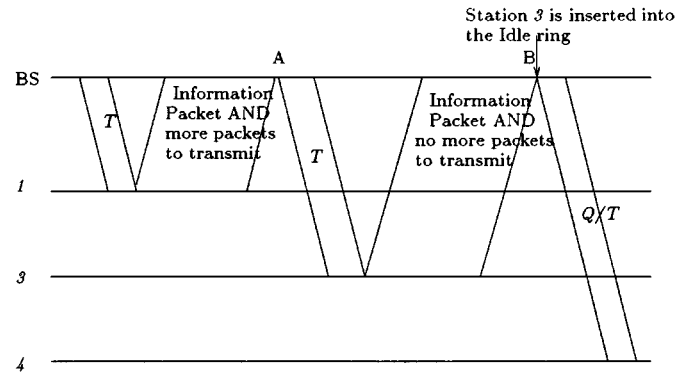 Station 3 is inserted into
the Idle ring
A
B
BS
T
Information
Packet AND
more packets
to transmit
T
Information
Packet AND
no more packets
to transmit
1
Q/T
3
4